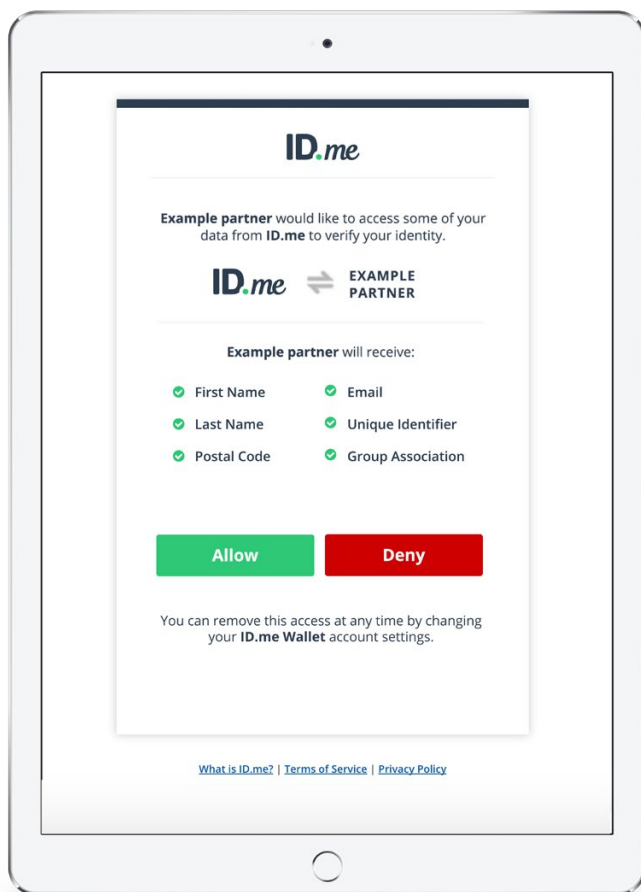 ID.me
Example partner would like to access some of your
data from ID.me to verify your identity.
ID.me
EXAMPLE
PARTNER
Example partner will receive:
First Name
Email
Last Name
Unique Identifier
Postal Code
Group Association
Allow
Deny
You can remove this access at any time by changing
your ID.me Wallet account settings.
What is ID.me? | Terms of Service | Privacy Policy